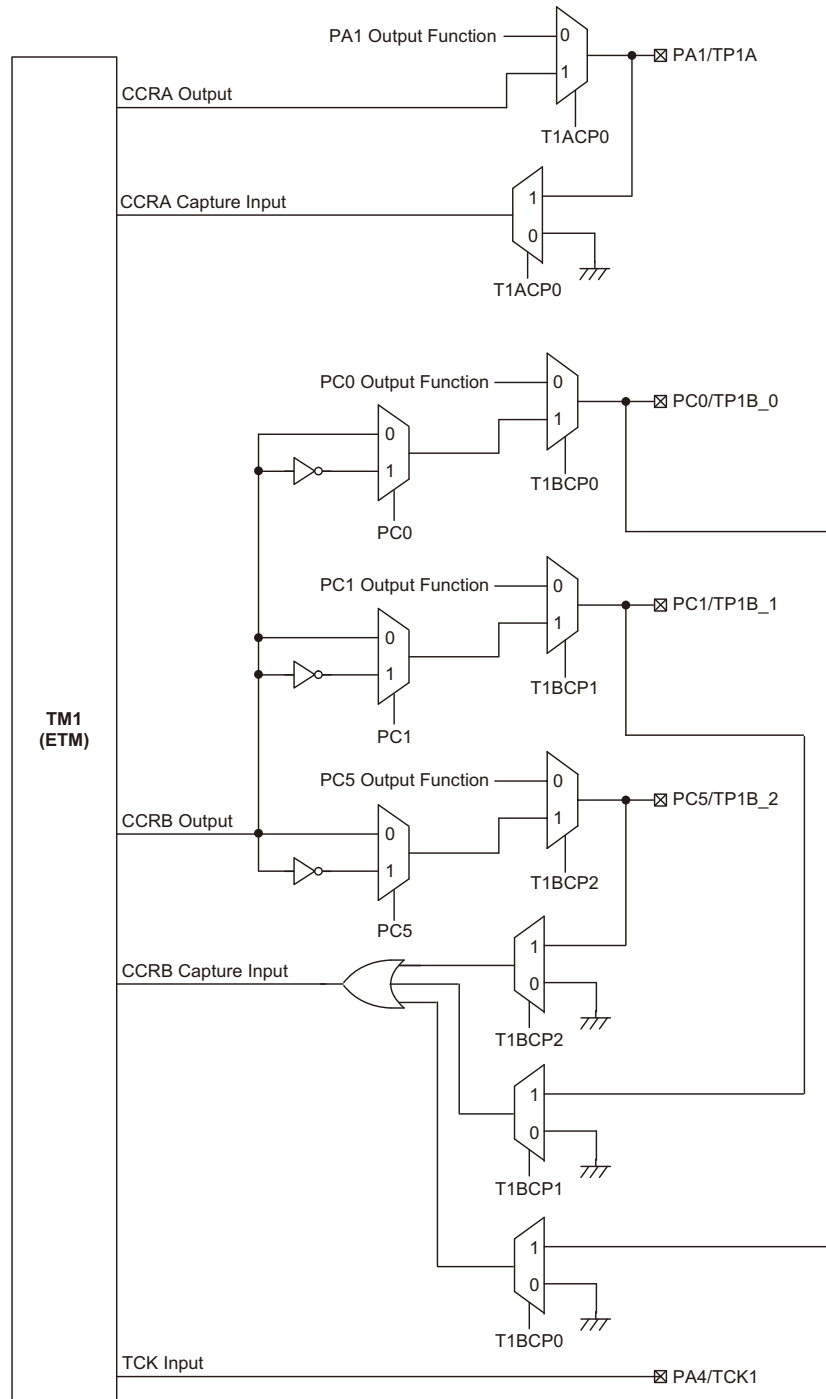 PA1 Output Function
0
1
PA1/TP1A
CCRA Output
T1ACP0
CCRA Capture Input
1
0
T1ACP0
PC0 Output Function
0
1
PC0/TP1B_0
0
1
T1BCP0
PC0
PC1 Output Function
0
1
PC1/TP1B_1
0
1
T1BCP1
PC1
TM1
(ETM)
PC5 Output Function
0
1
PC5/TP1B_2
CCRB Output
0
1
T1BCP2
PC5
CCRB Capture Input
1
0
T1BCP2
1
0
T1BCP1
1
0
T1BCP0
TCK Input
PA4/TCK1